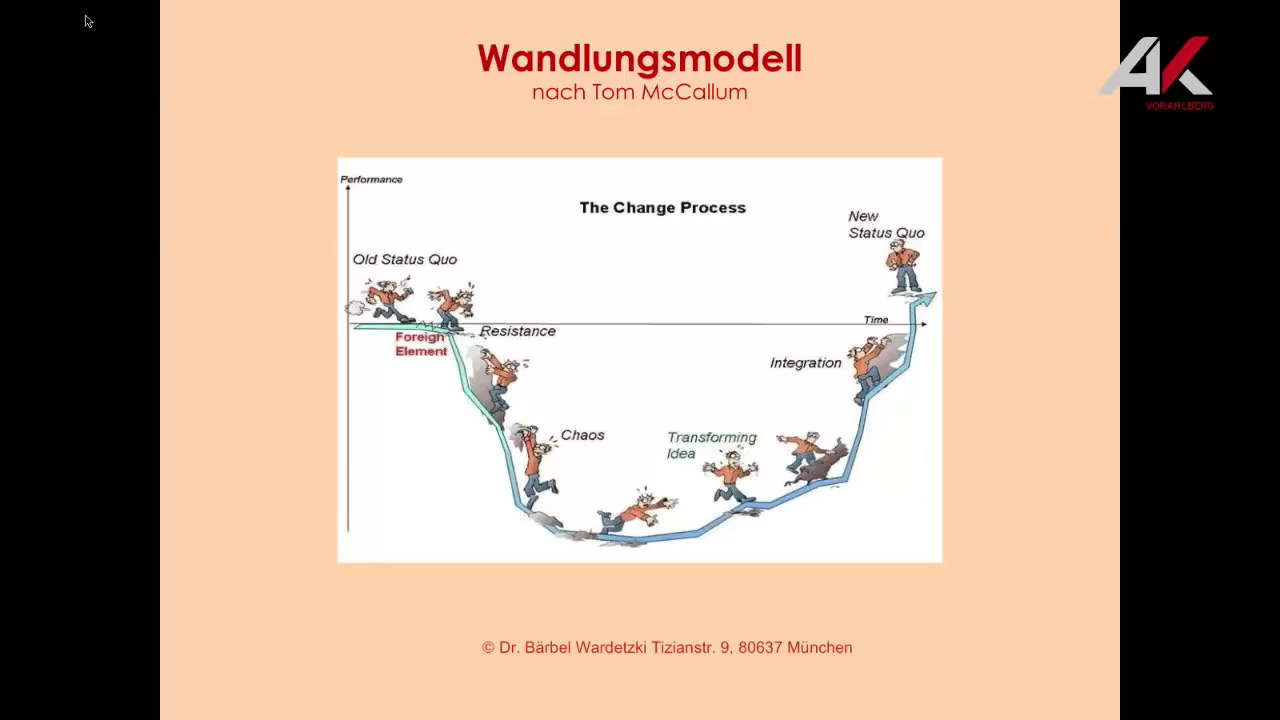 Wandlungsmodell
nach Tom McCallum
AK
VORARLBERG
Performance
The Change Process
New
Status Quo
Old Status Quo
Time
Resistance
Foreign
Element
Integration
Chaos
Transforming
Idea
© Dr. Bärbel Wardetzki Tizianstr. 9, 80637 München